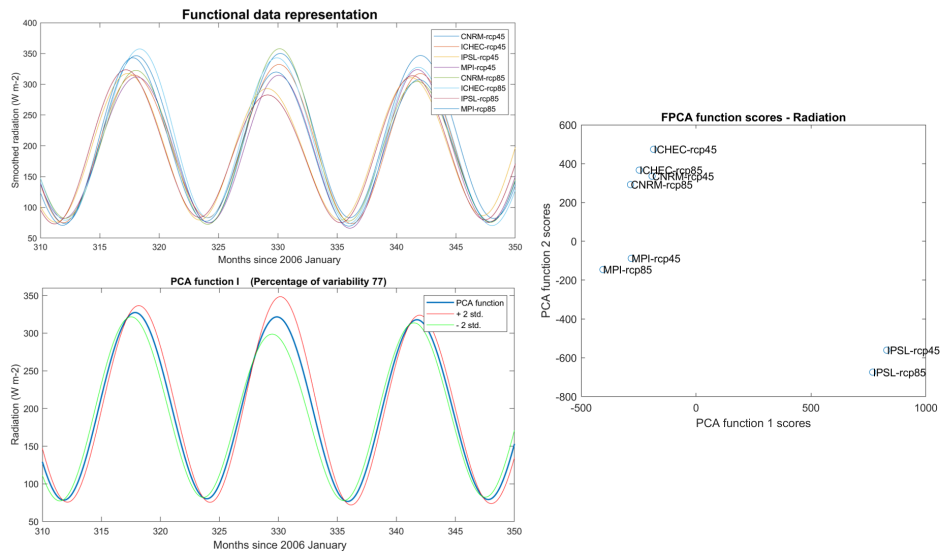 Functional data representation
Smoothed radiation (W m-2)
400
350
300
250
200
150
100
50
CNRM-rcp45
ICHEC-rcp45
IPSL-rcp45
MPI-rcp45
CNRM-rcp85
ICHEC-rcp85
IPSL-rcp85
MPI-rcp85
310 315 320 325 330 335 340 345 350
Months since 2006 January
PCA function I (Percentage of variability 77)
Radiation (W m-2)
350
300
250
200
150
100
50
PCA function
+ 2 std.
- 2 std.
310 315 320 325 330 335 340 345 350
Months since 2006 January
FPCA function scores - Radiation
PCA function 2 scores
600
400
200
0
-200
-400
-600
-800
ICHEC-rcp45
ICHEC-rcp85
CNRM-rcp45
CNRM-rcp85
MPI-rcp45
MPI-rcp85
IPSL-rcp45
IPSL-rcp85
-500 0 500 1000
PCA function 1 scores